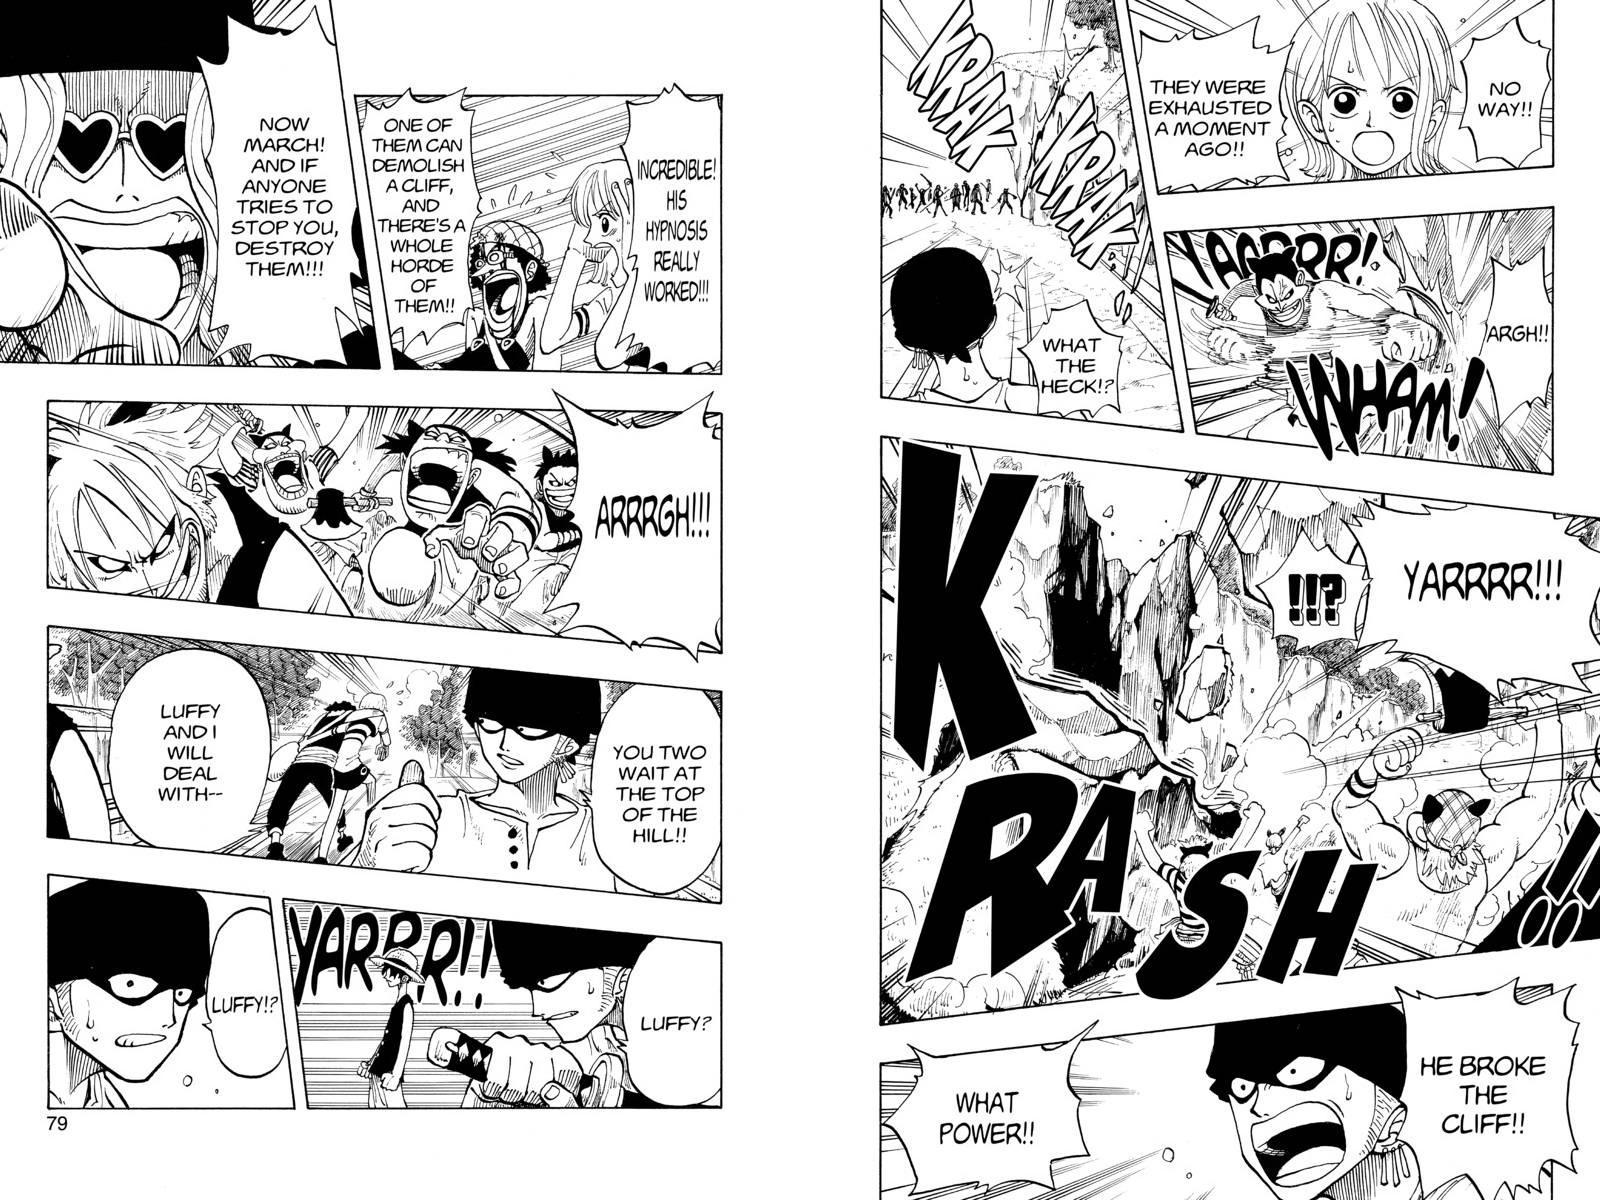 NO
WAY!!
THEY WERE
EXHAUSTED
A MOMENT
AGO!!
KRAK
KRAK
WHAT
THE
HECK!?
YARRRR!
ARGH!!
WHAM!
YARRRR!!!
!!?
KRASH
!!
HE BROKE
THE
CLIFF!!
WHAT
POWER!!
INCREDIBLE!
HIS
HYPNOSIS
REALLY
WORKED!!!
ONE OF
THEM CAN
DEMOLISH
A CLIFF,
AND
THERE'S A
WHOLE
HORDE
OF
THEM!!
NOW
MARCH!
AND IF
ANYONE
TRIES TO
STOP YOU,
DESTROY
THEM!!!
ARRRGH!!!
YOU TWO
WAIT AT
THE TOP
OF THE
HILL!!
LUFFY
AND I
WILL
DEAL
WITH--
LUFFY?
YARRR!!
LUFFY!?
79